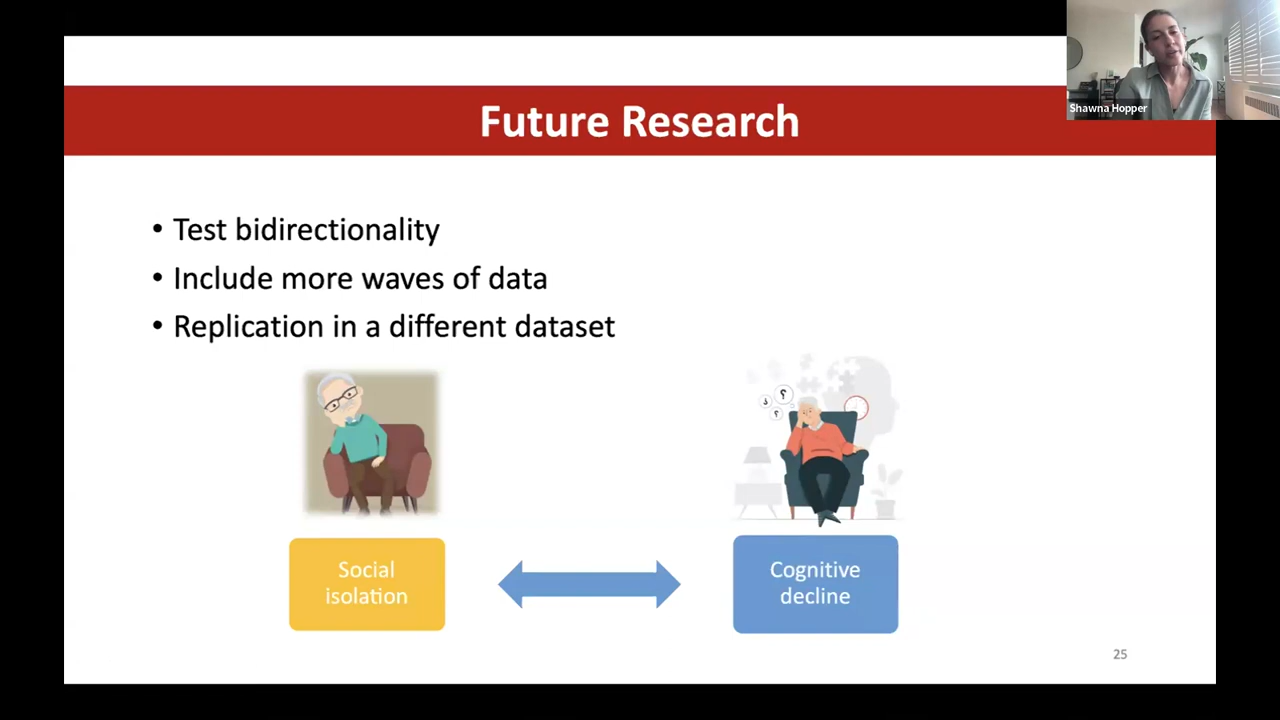 Shawna Hopper
Future Research
• Test bidirectionality
• Include more waves of data
• Replication in a different dataset
؟
؟
Social
isolation
Cognitive
decline
25